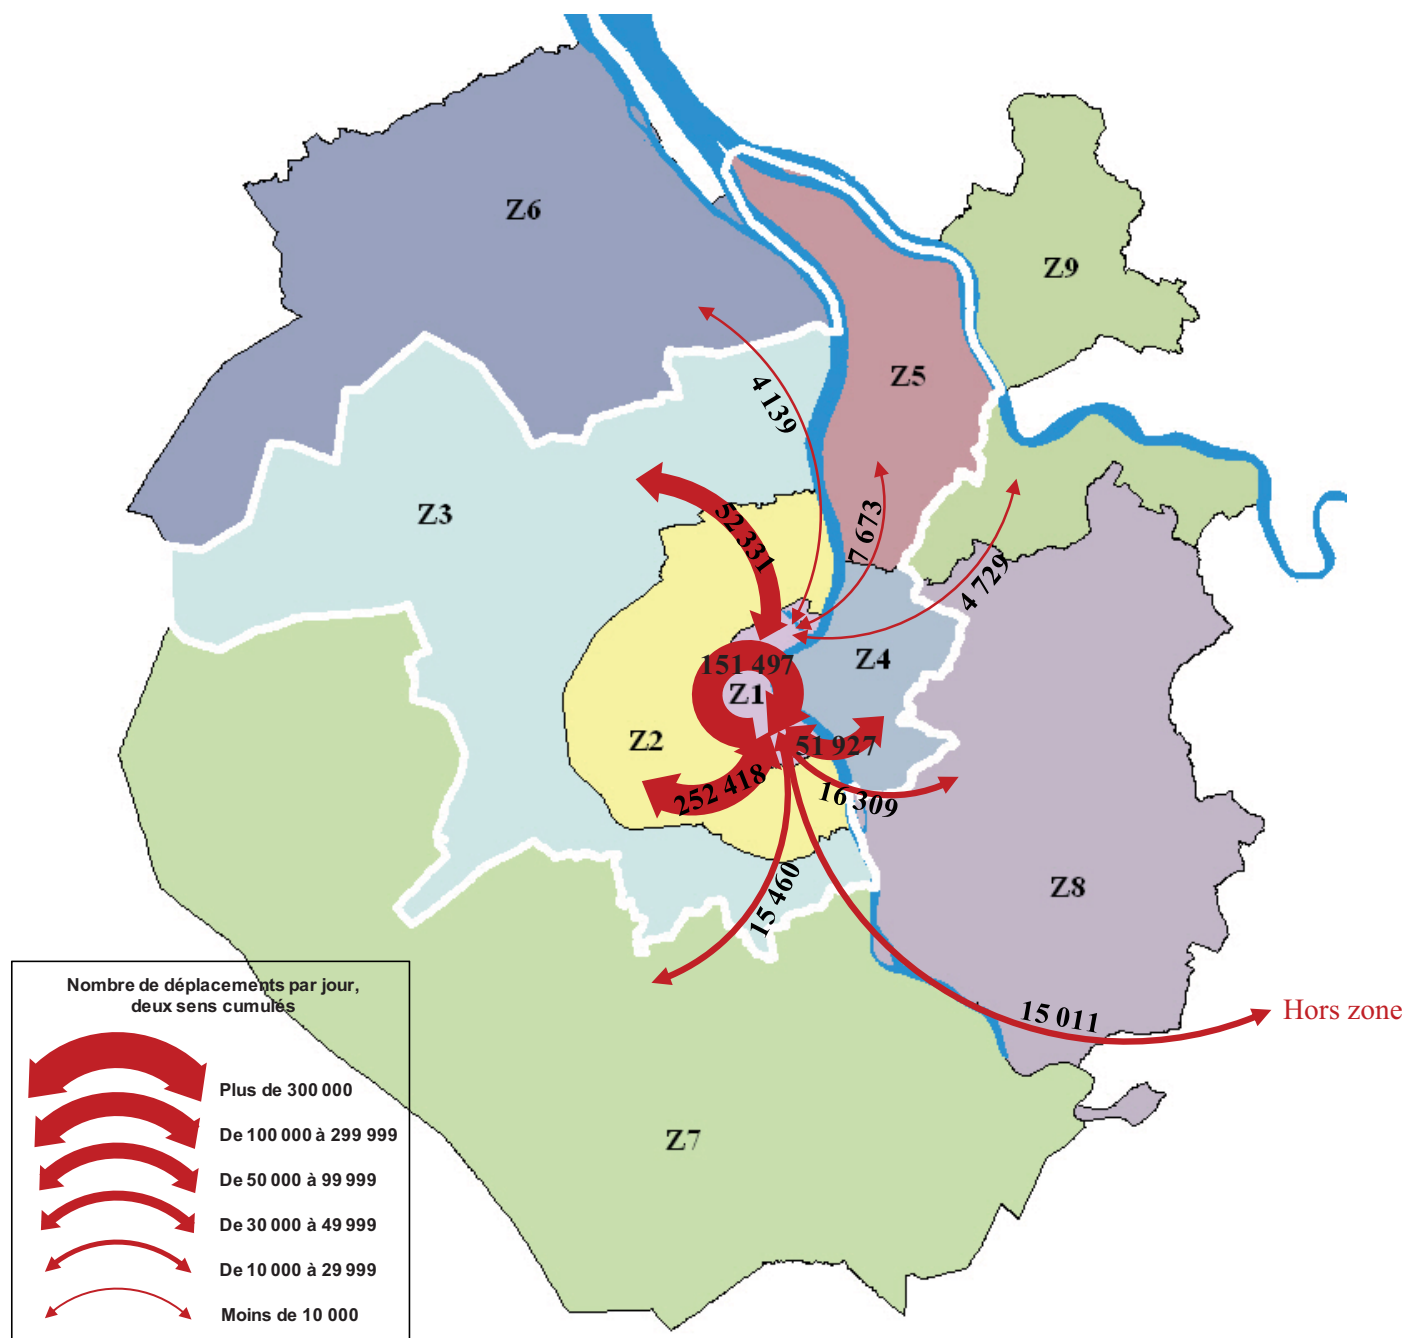 Z6
Z9
Z5
4 139
Z3
52 331
7 673
4 729
151 497
Z4
Z1
Z2
51 927
252 418
16 309
Z8
15 460
Nombre de déplacements par jour,
deux sens cumulés
15 011
Hors zone
Plus de 300 000
De 100 000 à 299 999
De 50 000 à 99 999
De 30 000 à 49 999
De 10 000 à 29 999
Moins de 10 000
Z7